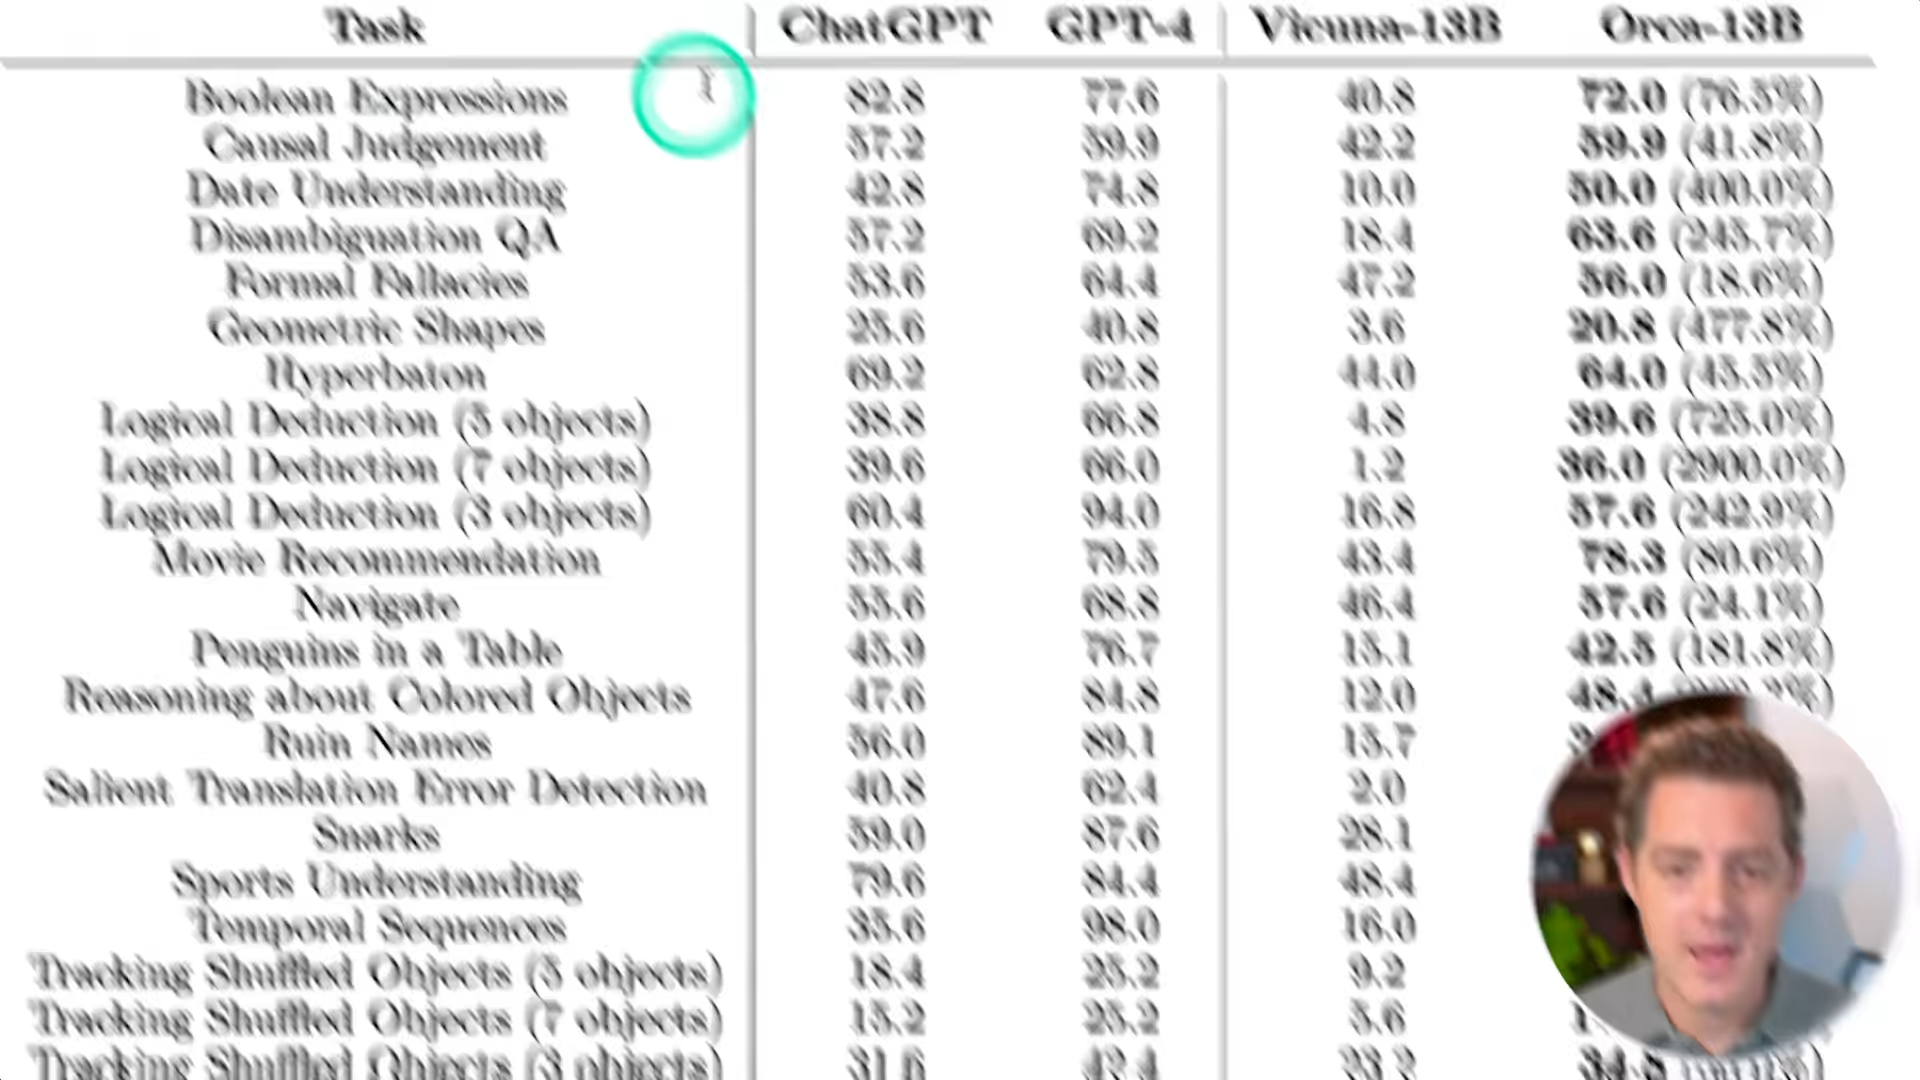 Task ChatGPT GPT-4 Vicuna-13B Orca-13B
Boolean Expressions 82.8 77.6 40.8 72.0 (76.5%)
Causal Judgement 57.2 59.9 42.2 59.9 (41.8%)
Date Understanding 42.8 74.8 10.0 50.0 (400.0%)
Disambiguation QA 57.2 69.2 18.4 63.6 (245.7%)
Formal Fallacies 53.6 64.4 47.2 56.0 (18.6%)
Geometric Shapes 25.6 40.8 3.6 20.8 (477.8%)
Hyperbaton 69.2 62.8 44.0 64.0 (45.5%)
Logical Deduction (5 objects) 38.8 66.8 4.8 39.6 (725.0%)
Logical Deduction (7 objects) 39.6 66.0 1.2 36.0 (2900.0%)
Logical Deduction (3 objects) 60.4 94.0 16.8 57.6 (242.9%)
Movie Recommendation 55.4 79.5 43.4 78.3 (80.6%)
Navigate 55.6 68.8 46.4 57.6 (24.1%)
Penguins in a Table 45.9 76.7 15.1 42.5 (181.8%)
Reasoning about Colored Objects 47.6 84.8 12.0 48.4
Ruin Names 56.0 89.1 15.7
Salient Translation Error Detection 40.8 62.4 2.0
Snarks 59.0 87.6 28.1
Sports Understanding 79.6 84.4 48.4
Temporal Sequences 35.6 98.0 16.0
Tracking Shuffled Objects (5 objects) 18.4 25.2 9.2
Tracking Shuffled Objects (7 objects) 15.2 25.2 5.6
Tracking Shuffled Objects (3 objects) 31.6 42.4 23.2